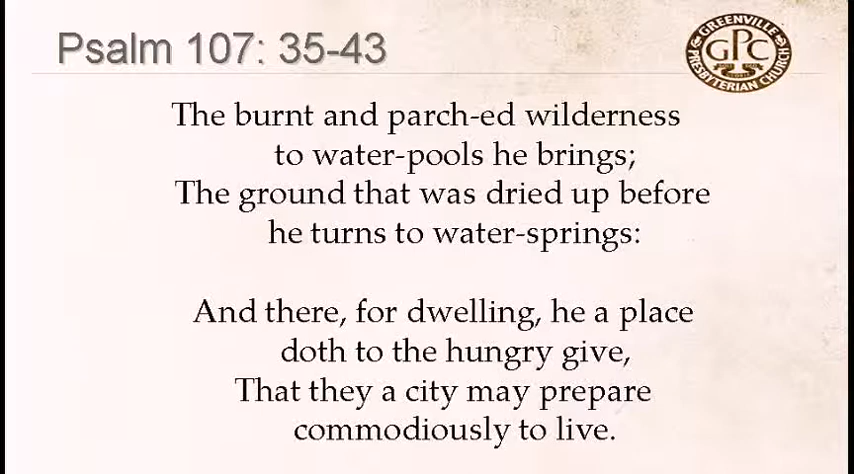 Psalm 107: 35-43
GREENVILLE
GPC
PRESBYTERIAN CHURCH
The burnt and parch-ed wilderness
to water-pools he brings;
The ground that was dried up before
he turns to water-springs:
And there, for dwelling, he a place
doth to the hungry give,
That they a city may prepare
commodiously to live.